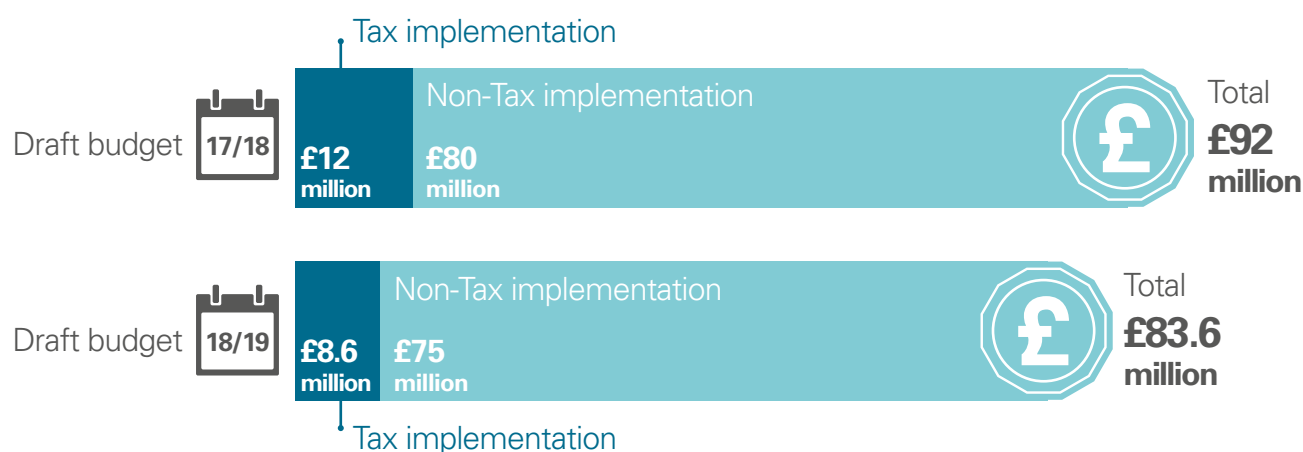 Tax implementation
Non-Tax implementation
Draft budget 17/18
£12 million
£80 million
£
Total
£92 million
Non-Tax implementation
Draft budget 18/19
£8.6 million
£75 million
£
Total
£83.6 million
Tax implementation